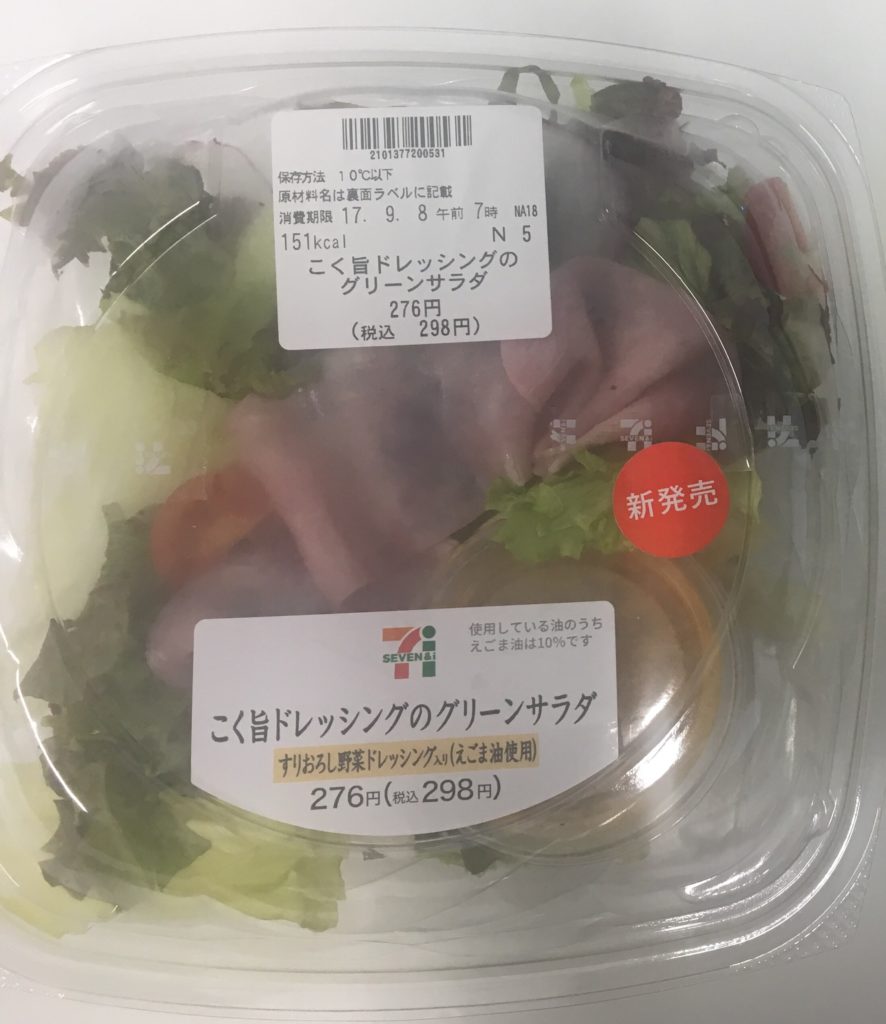 2101377200531
保存方法 10℃以下
原材料名は裏面ラベルに記載
消費期限 17. 9. 8 午前 7時 NA18
151kcal N 5
こく旨ドレッシングの
グリーンサラダ
276円
(税込 298円)
新発売
SEVEN&i
使用している油のうち
えごま油は10%です
こく旨ドレッシングのグリーンサラダ
すりおろし野菜ドレッシング入り(えごま油使用)
276円(税込298円)